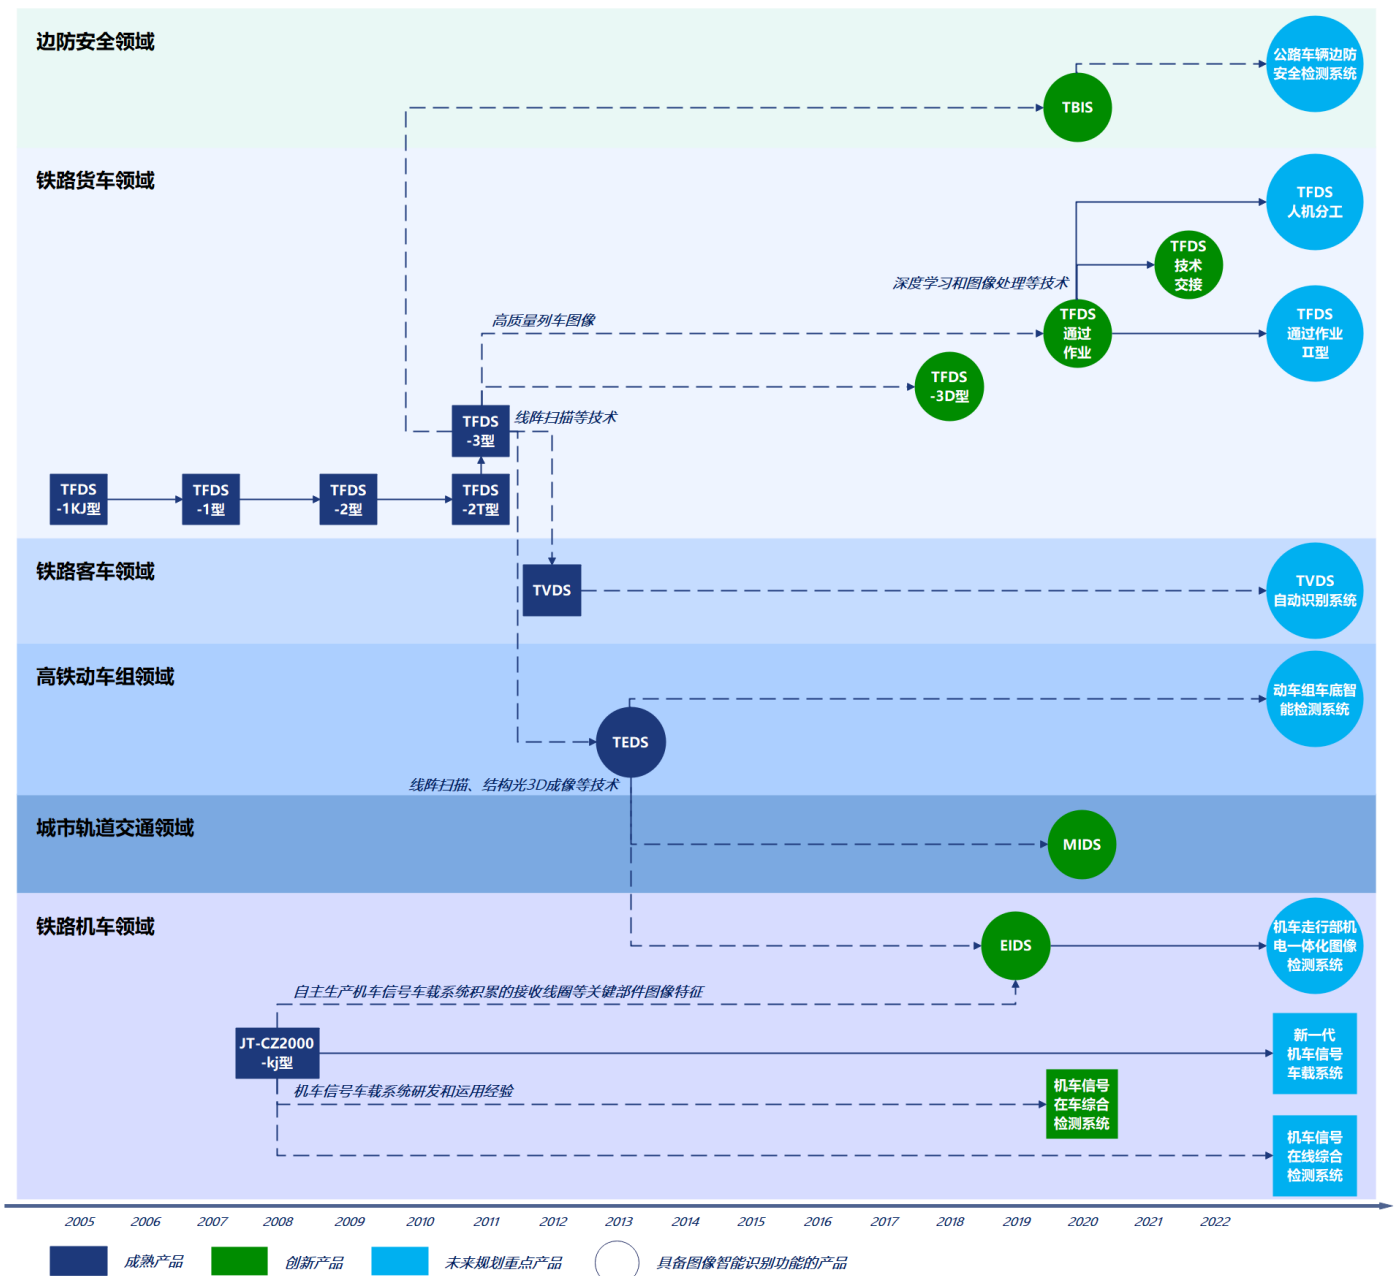 边防安全领域
公路车辆边防
安全检测系统
TBIS
铁路货车领域
TFDS
人机分工
TFDS
技术
交接
深度学习和图像处理等技术
高质量列车图像
TFDS
通过
作业
TFDS
通过作业
II型
TFDS
-3D型
TFDS
-3型
线阵扫描等技术
TFDS
-1KJ型
TFDS
-1型
TFDS
-2型
TFDS
-2T型
铁路客车领域
TVDS
TVDS
自动识别系统
高铁动车组领域
动车组车底智
能检测系统
TEDS
线阵扫描、结构光3D成像等技术
城市轨道交通领域
MIDS
铁路机车领域
EIDS
机车走行部机
电一体化图像
检测系统
自主生产机车信号车载系统积累的接收线圈等关键部件图像特征
JT-CZ2000
-kj型
新一代
机车信号
车载系统
机车信号车载系统研发和运用经验
机车信号
在车综合
检测系统
机车信号
在线综合
检测系统
2005 2006 2007 2008 2009 2010 2011 2012 2013 2014 2015 2016 2017 2018 2019 2020 2021 2022
成熟产品 创新产品 未来规划重点产品 具备图像智能识别功能的产品